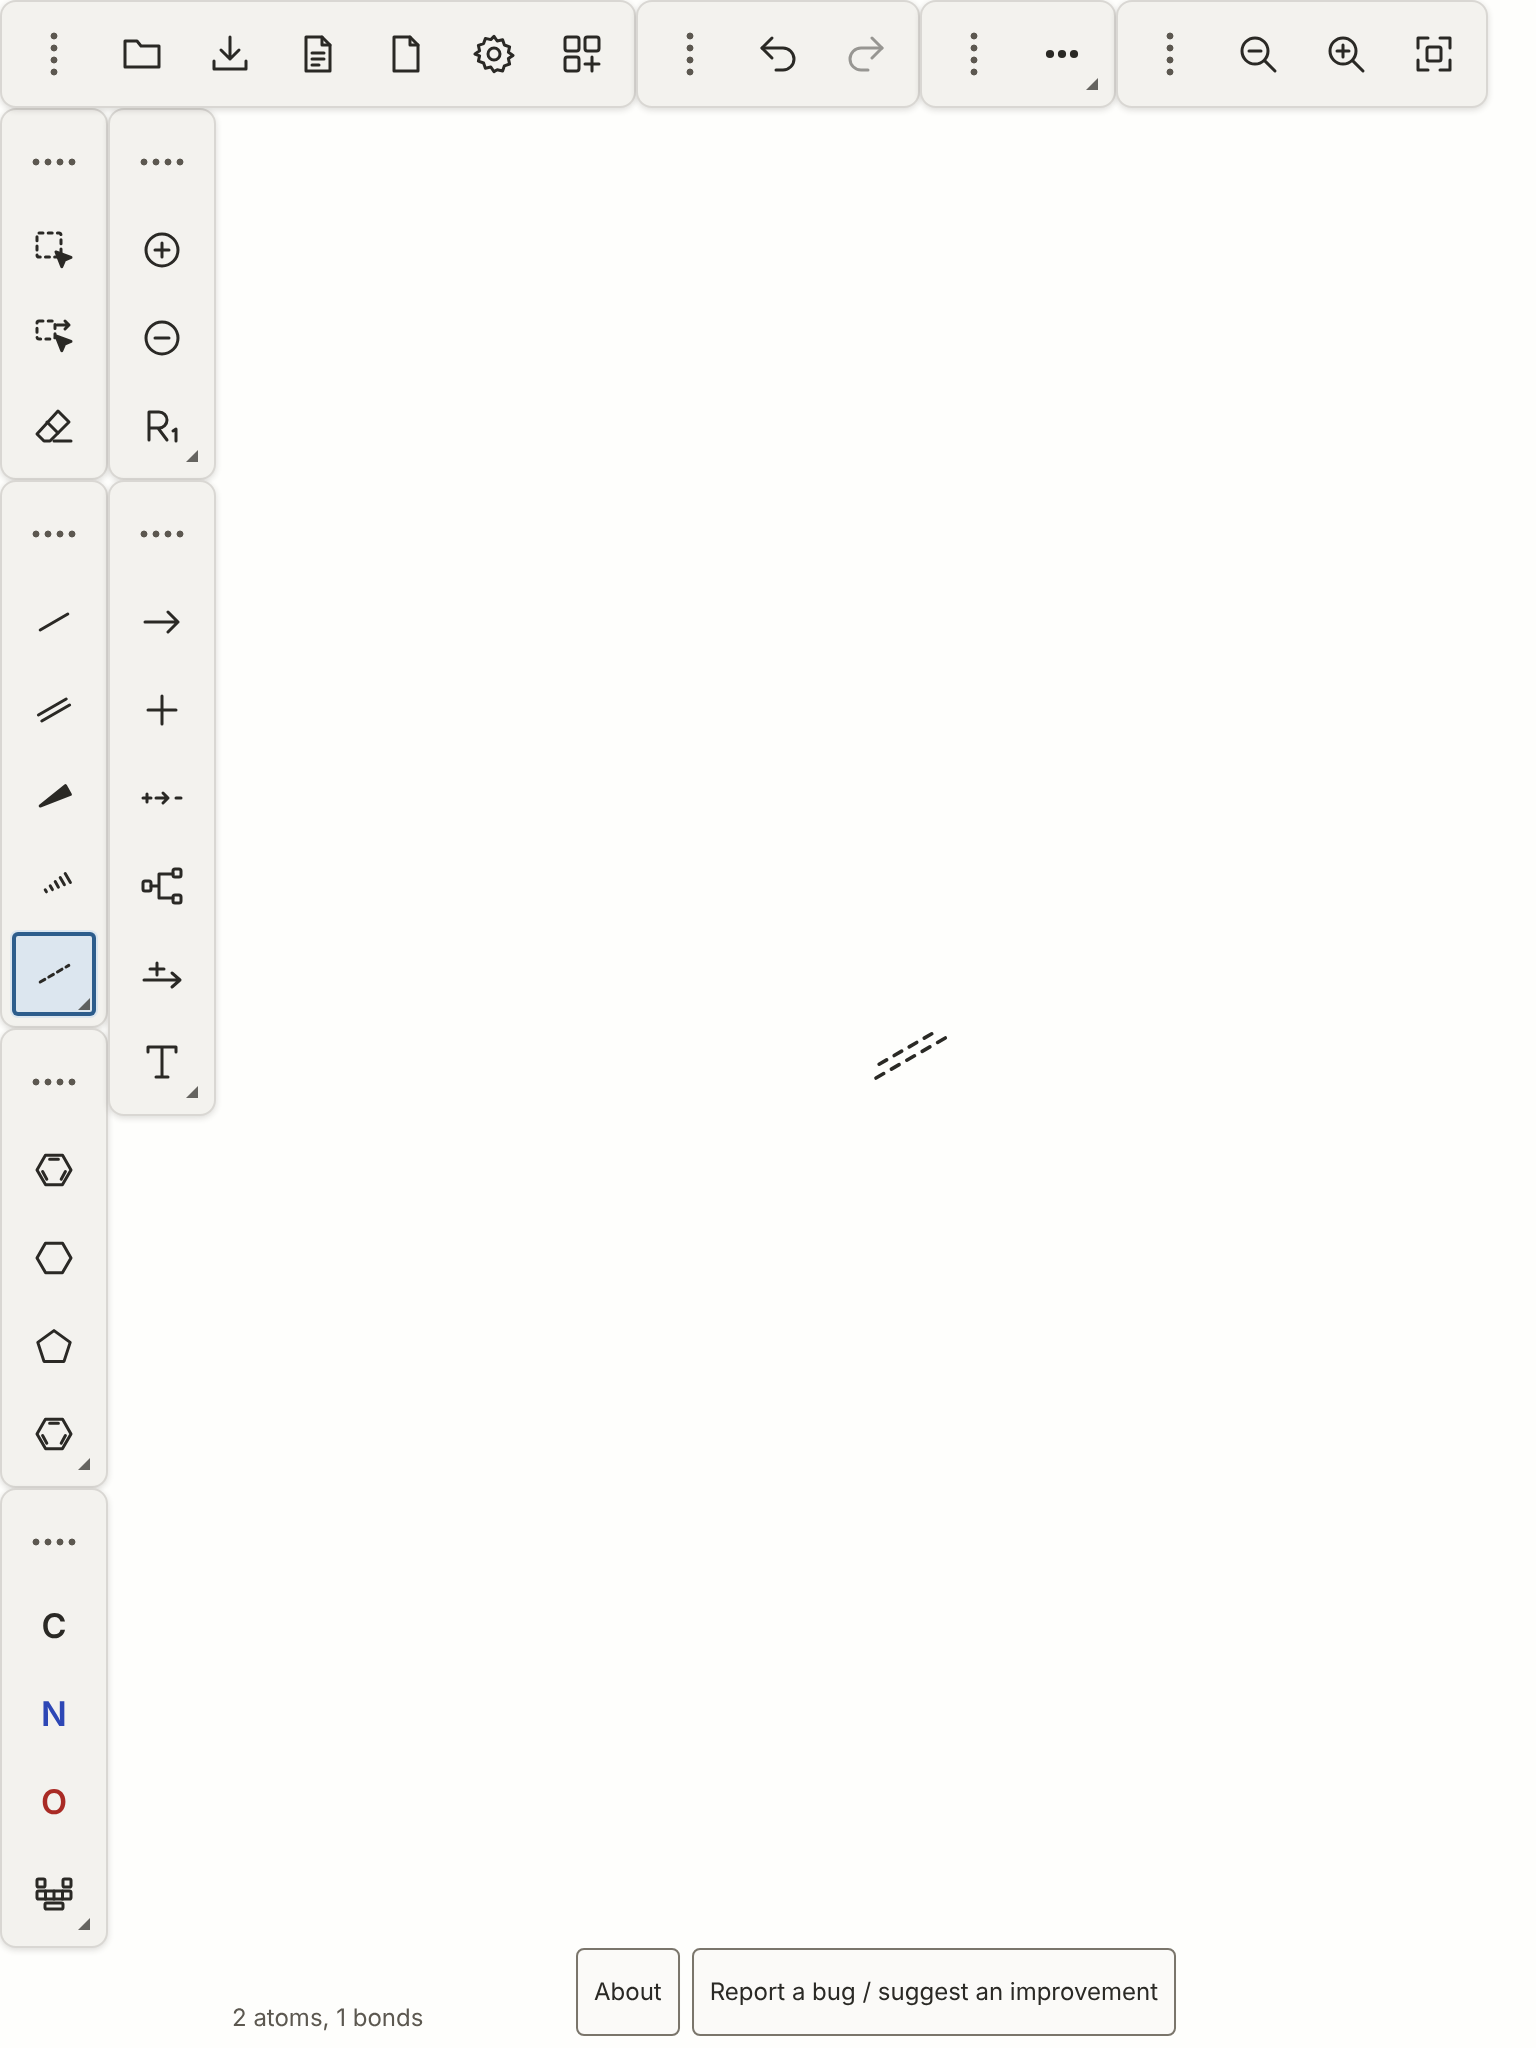 R1
T
C
N
O
About
Report a bug / suggest an improvement
2 atoms, 1 bonds